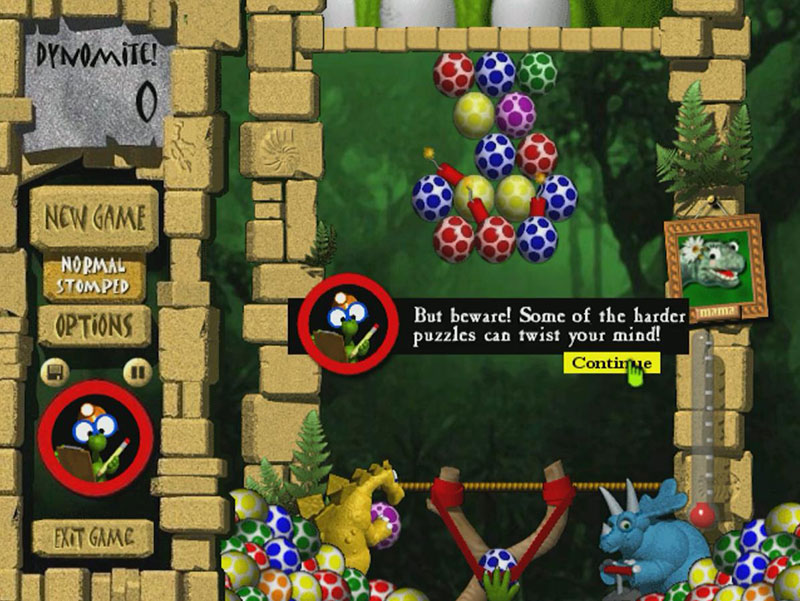 DYNOMITE!
0
NEW GAME
NORMAL
STOMPED
OPTIONS
EXIT GAME
But beware! Some of the harder
puzzles can twist your mind!
Continue
mama